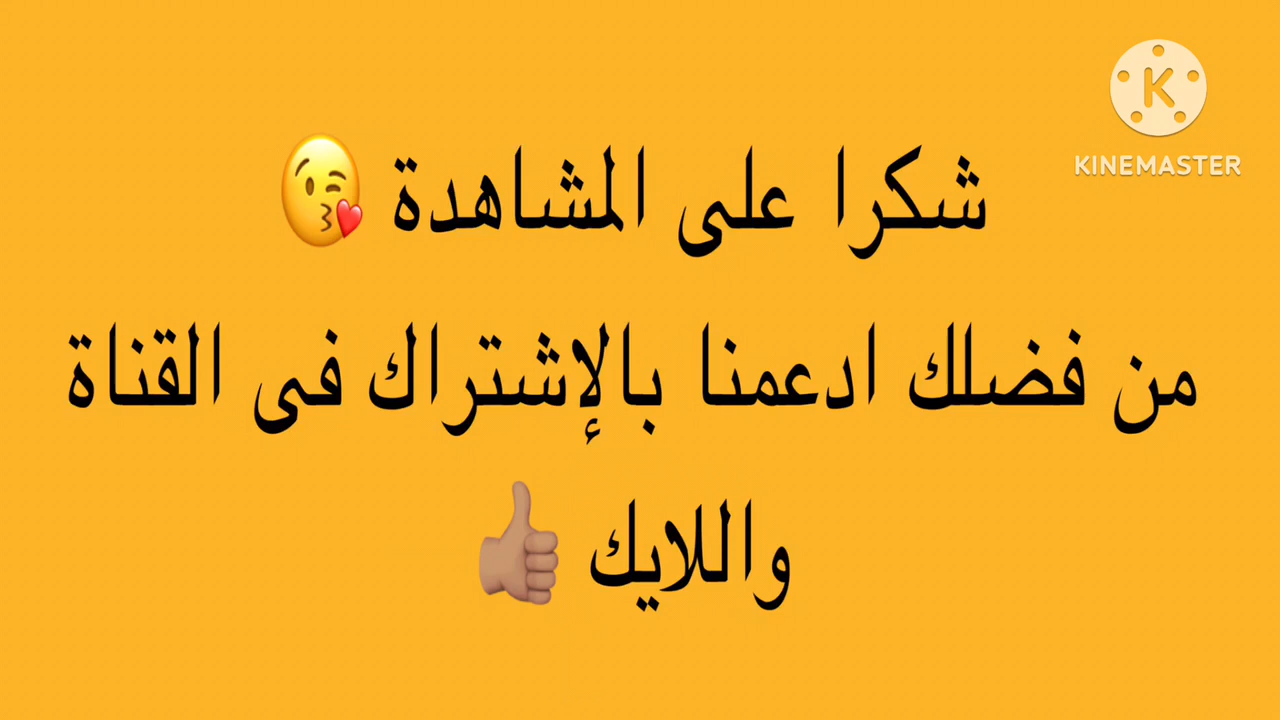 شكرا على المشاهدة 😘
من فضلك ادعمنا بالإشتراك فى القناة
واللايك 👍🏽
K
KINEMASTER